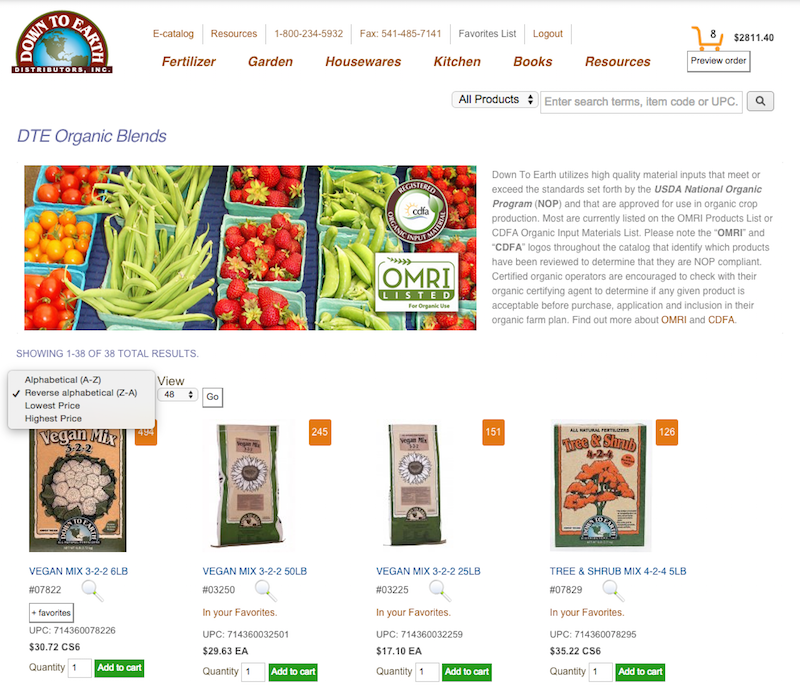 DOWN TO EARTH
DISTRIBUTORS, INC.
E-catalog
Resources
1-800-234-5932
Fax: 541-485-7141
Favorites List
Logout
8
$2811.40
Preview order
Fertilizer
Garden
Housewares
Kitchen
Books
Resources
All Products
Enter search terms, item code or UPC.
DTE Organic Blends
REGISTERED
cdfa
ORGANIC INPUT MATERIAL
OMRI
LISTED
For Organic Use
Down To Earth utilizes high quality material inputs that meet or
exceed the standards set forth by the USDA National Organic
Program (NOP) and that are approved for use in organic crop
production. Most are currently listed on the OMRI Products List or
CDFA Organic Input Materials List. Please note the “OMRI” and
“CDFA” logos throughout the catalog that identify which products
have been reviewed to determine that they are NOP compliant.
Certified organic operators are encouraged to check with their
organic certifying agent to determine if any given product is
acceptable before purchase, application and inclusion in their
organic farm plan. Find out more about OMRI and CDFA.
SHOWING 1-38 OF 38 TOTAL RESULTS.
Alphabetical (A-Z)
✓ Reverse alphabetical (Z-A)
Lowest Price
Highest Price
View
48
Go
494
Vegan Mix
3-2-2
DOWN TO EARTH
245
Vegan Mix
3-2-2
151
Vegan Mix
3-2-2
126
ALL NATURAL FERTILIZERS
Tree & Shrub
4-2-4
DOWN TO EARTH
VEGAN MIX 3-2-2 6LB
#07822
+ favorites
UPC: 714360078226
$30.72 CS6
Quantity 1 Add to cart
VEGAN MIX 3-2-2 50LB
#03250
In your Favorites.
UPC: 714360032501
$29.63 EA
Quantity 1 Add to cart
VEGAN MIX 3-2-2 25LB
#03225
In your Favorites.
UPC: 714360032259
$17.10 EA
Quantity 1 Add to cart
TREE & SHRUB MIX 4-2-4 5LB
#07829
In your Favorites.
UPC: 714360078295
$35.22 CS6
Quantity 1 Add to cart